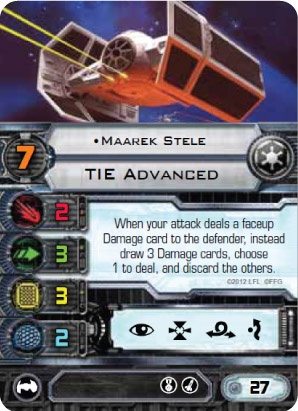 •Maarek Stele
7
TIE Advanced
2
3
3
2
When your attack deals a faceup
Damage card to the defender, instead
draw 3 Damage cards, choose
1 to deal, and discard the others.
©2012 LFL ©FFG
27